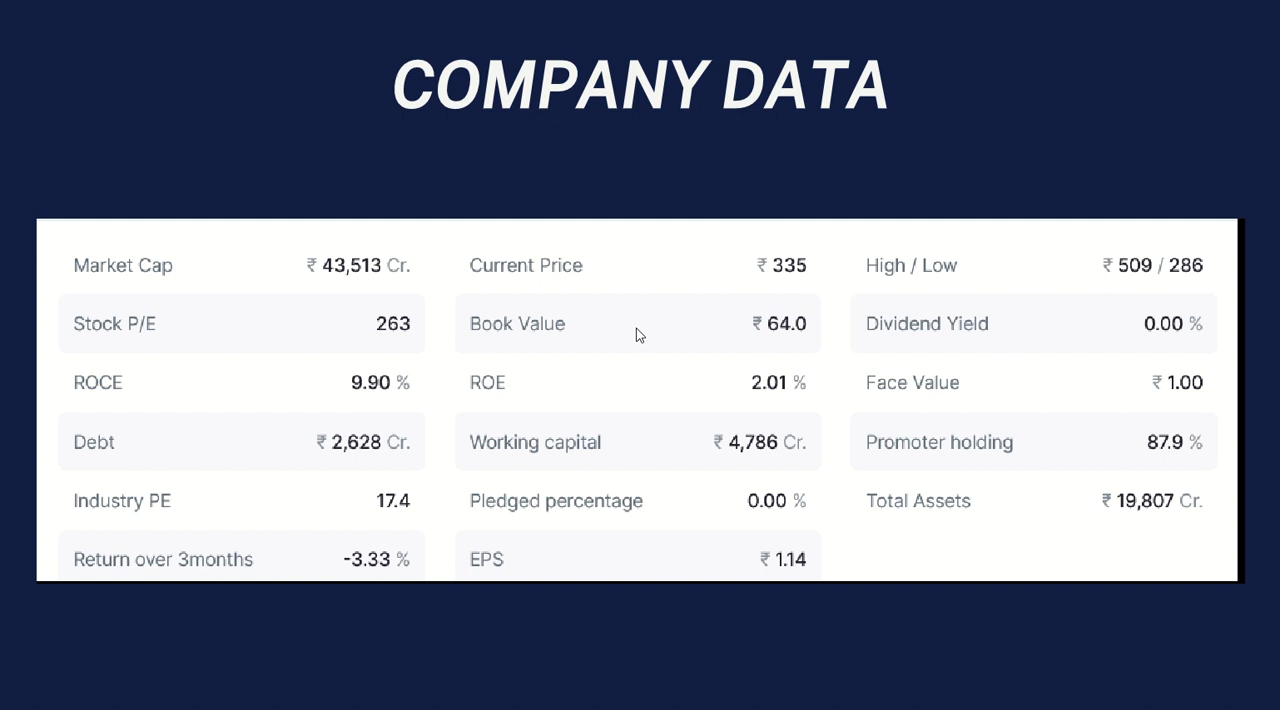 COMPANY DATA
Market Cap ₹ 43,513 Cr. Current Price ₹ 335 High / Low ₹ 509 / 286
Stock P/E 263 Book Value ₹ 64.0 Dividend Yield 0.00 %
ROCE 9.90 % ROE 2.01 % Face Value ₹ 1.00
Debt ₹ 2,628 Cr. Working capital ₹ 4,786 Cr. Promoter holding 87.9 %
Industry PE 17.4 Pledged percentage 0.00 % Total Assets ₹ 19,807 Cr.
Return over 3months -3.33 % EPS ₹ 1.14